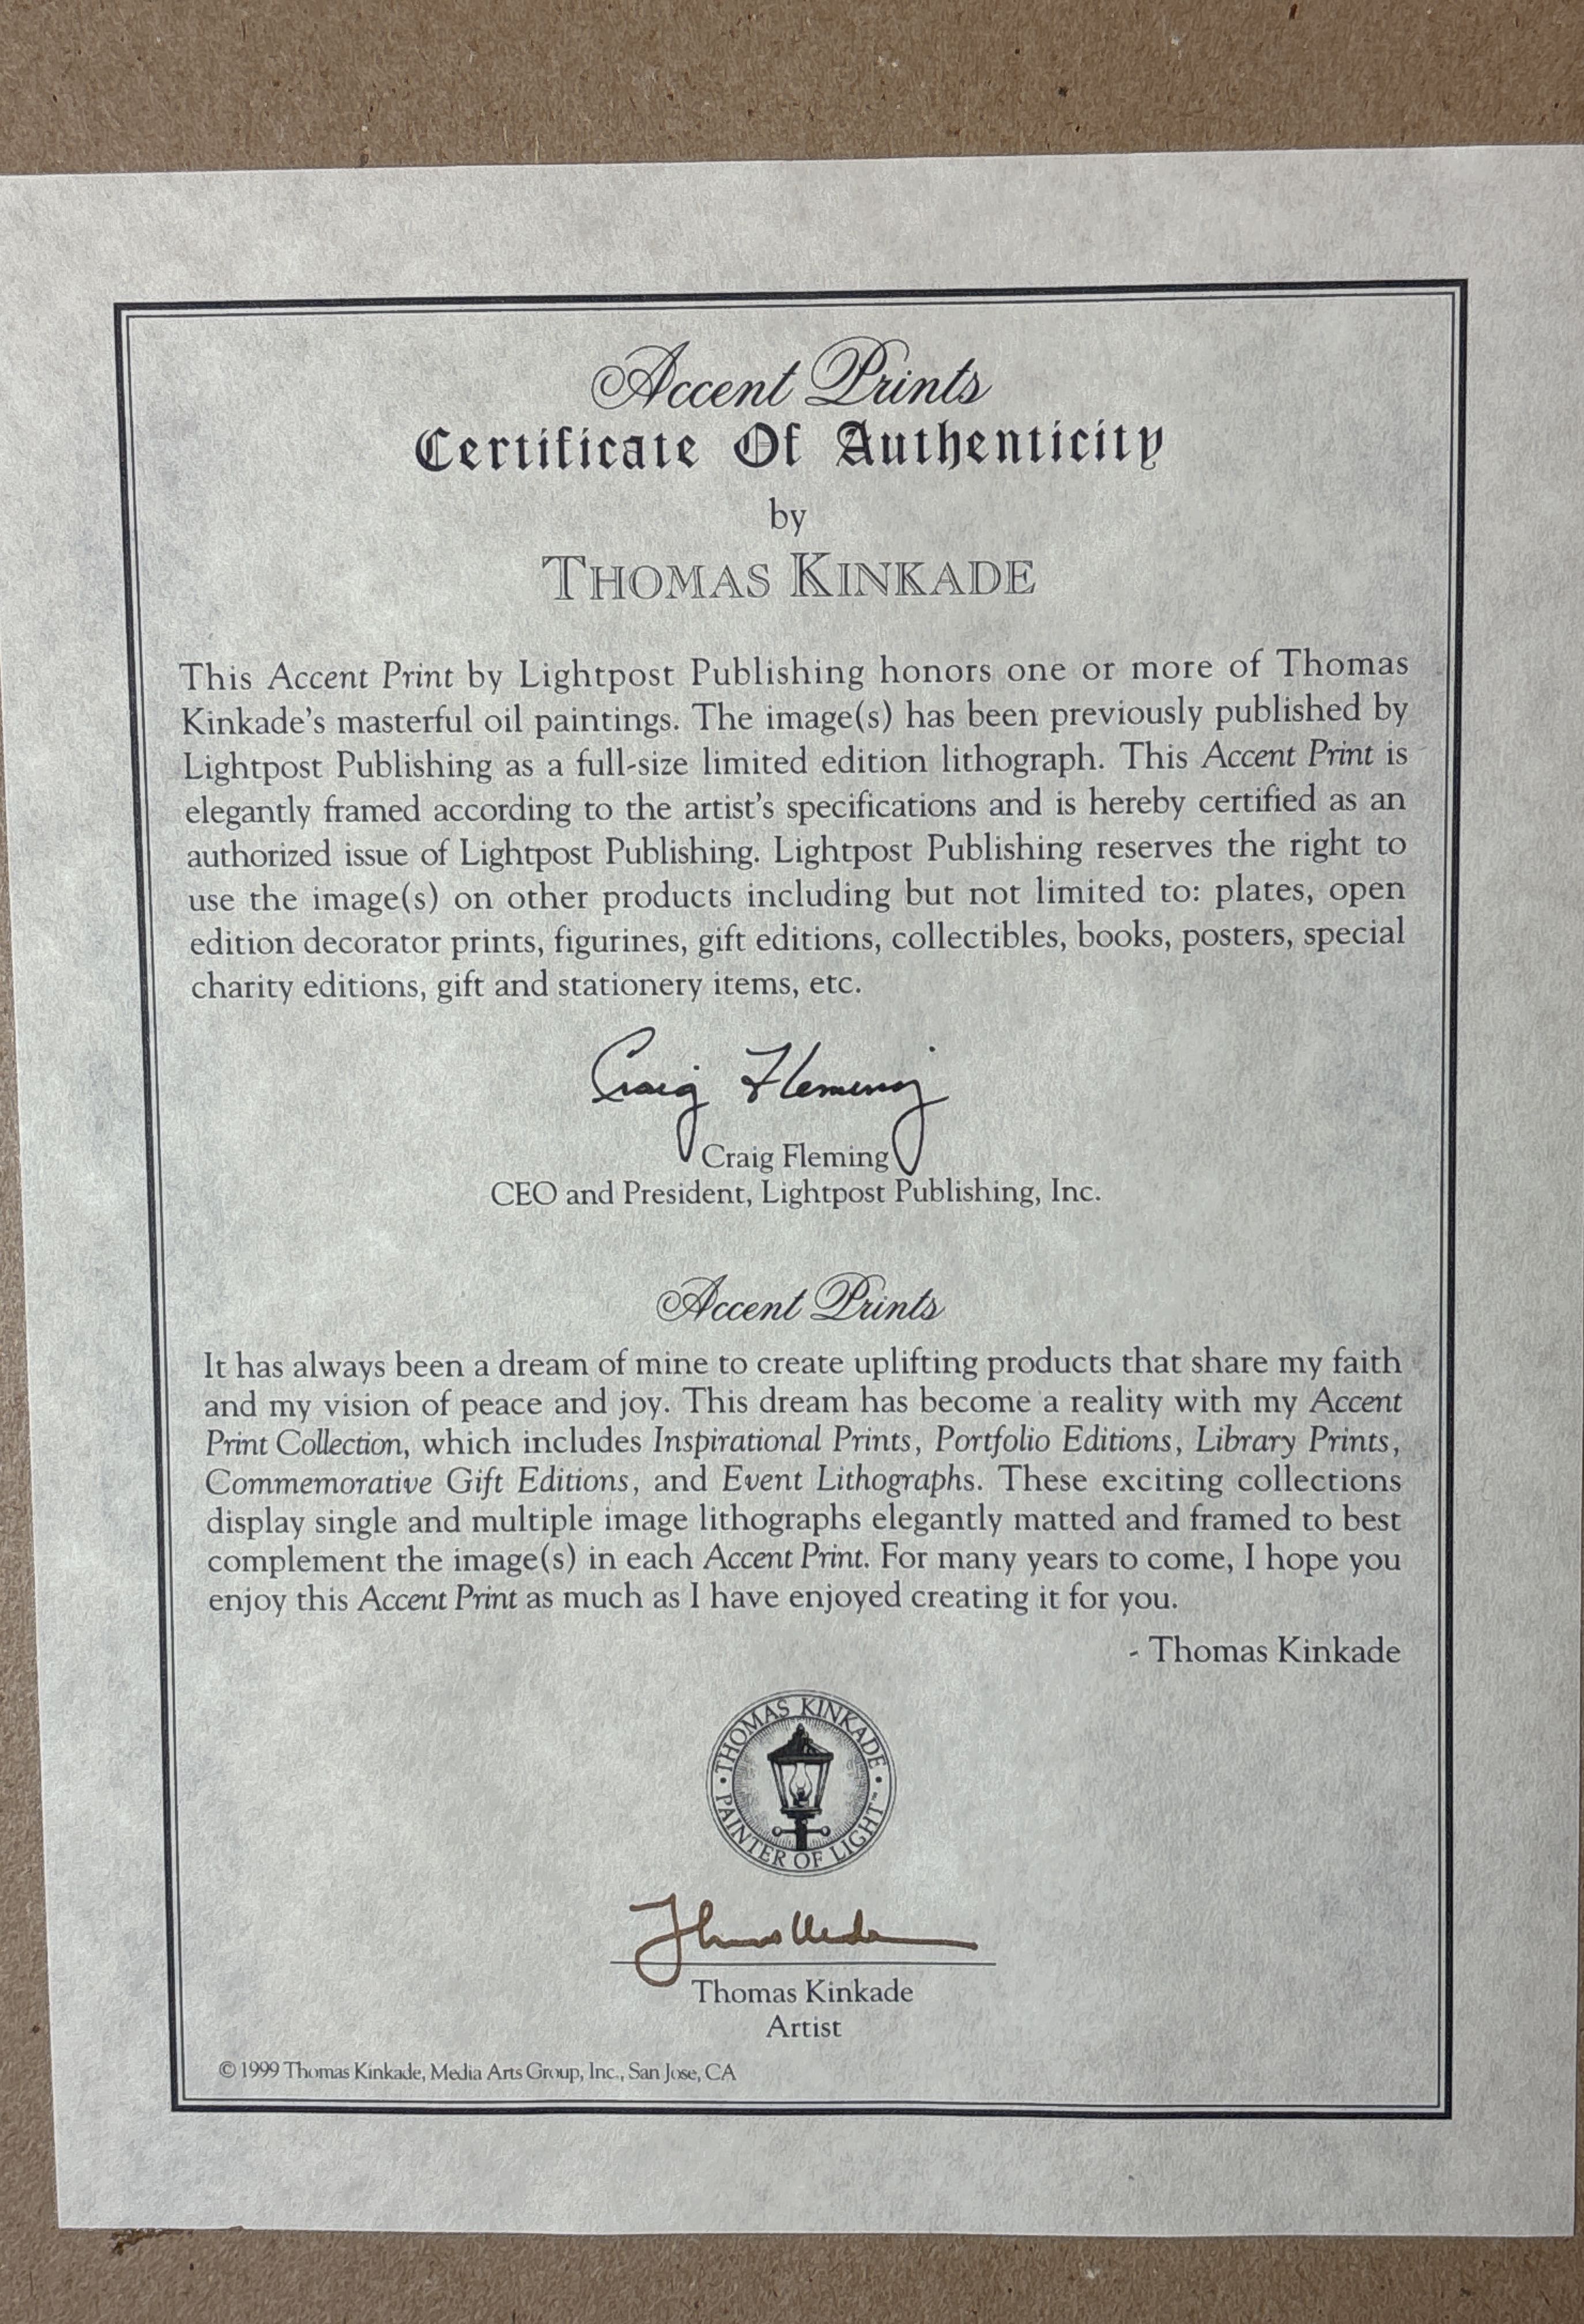 Accent Prints
Certificate Of Authenticity
by
THOMAS KINKADE
This Accent Print by Lightpost Publishing honors one or more of Thomas
Kinkade's masterful oil paintings. The image(s) has been previously published by
Lightpost Publishing as a full-size limited edition lithograph. This Accent Print is
elegantly framed according to the artist's specifications and is hereby certified as an
authorized issue of Lightpost Publishing. Lightpost Publishing reserves the right to
use the image(s) on other products including but not limited to: plates, open
edition decorator prints, figurines, gift editions, collectibles, books, posters, special
charity editions, gift and stationery items, etc.
Craig Fleming
Craig Fleming
CEO and President, Lightpost Publishing, Inc.
Accent Prints
It has always been a dream of mine to create uplifting products that share my faith
and my vision of peace and joy. This dream has become a reality with my Accent
Print Collection, which includes Inspirational Prints, Portfolio Editions, Library Prints,
Commemorative Gift Editions, and Event Lithographs. These exciting collections
display single and multiple image lithographs elegantly matted and framed to best
complement the image(s) in each Accent Print. For many years to come, I hope you
enjoy this Accent Print as much as I have enjoyed creating it for you.
- Thomas Kinkade
THOMAS KINKADE
• PAINTER OF LIGHT™ •
Thomas Kinkade
Artist
© 1999 Thomas Kinkade, Media Arts Group, Inc., San Jose, CA